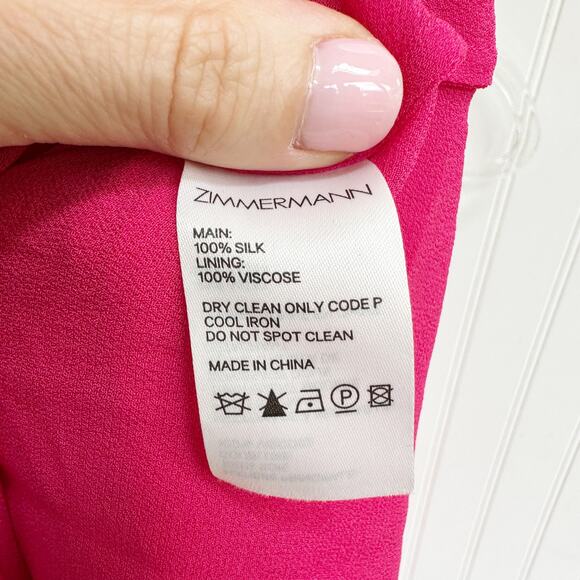 ZIMMERMANN
MAIN:
100% SILK
LINING:
100% VISCOSE
DRY CLEAN ONLY CODE P
COOL IRON
DO NOT SPOT CLEAN
MADE IN CHINA
P